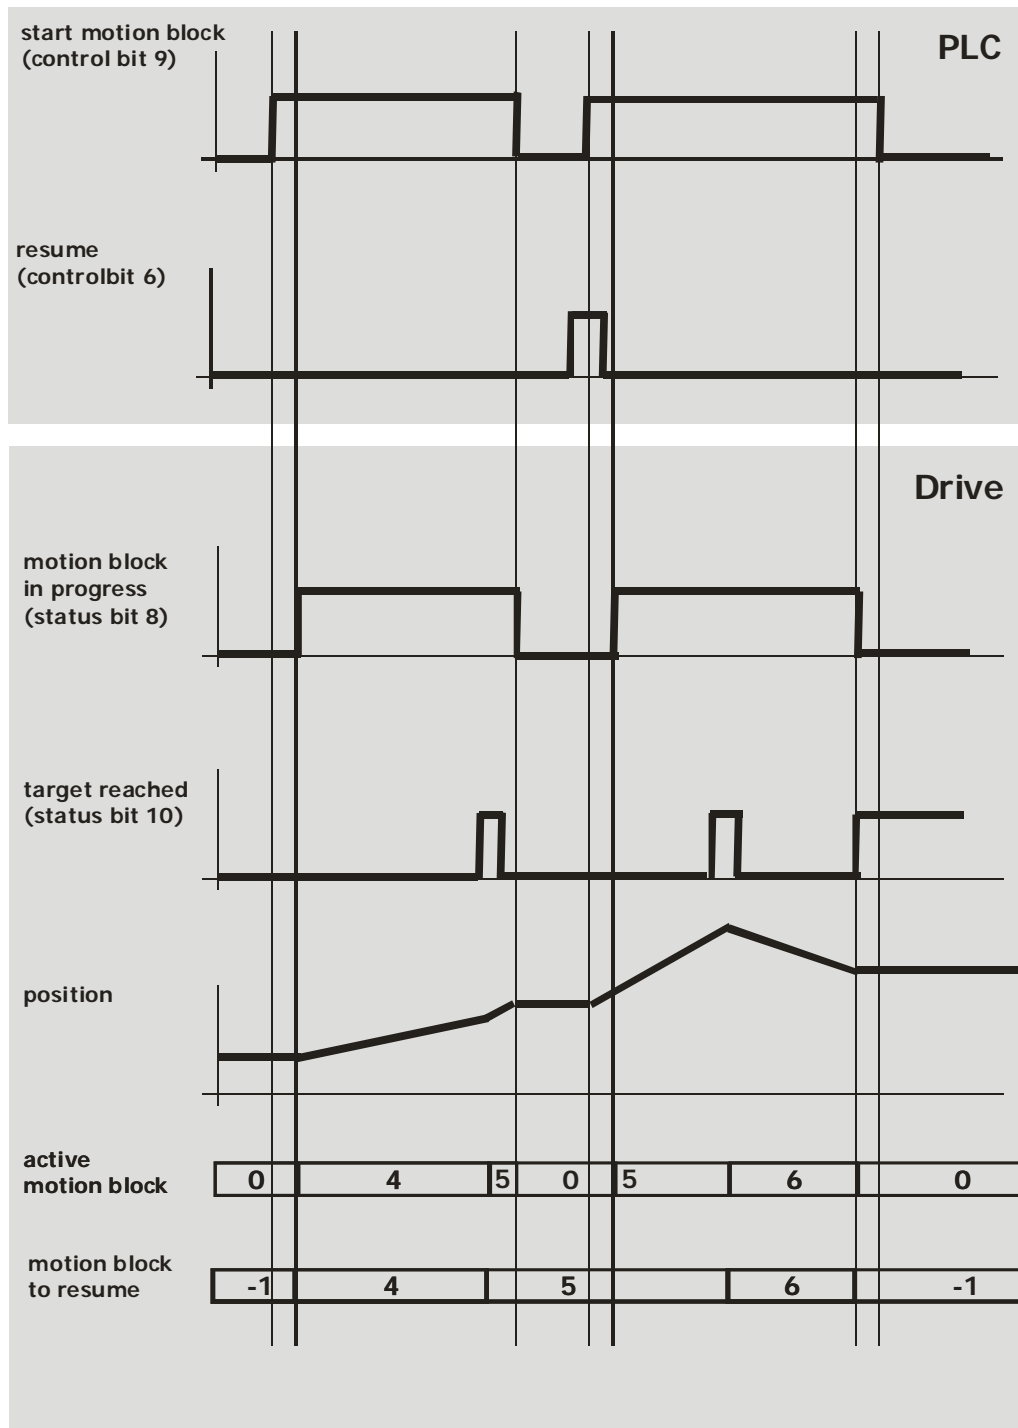 start motion block
(control bit 9)
PLC
resume
(controlbit 6)
Drive
motion block
in progress
(status bit 8)
target reached
(status bit 10)
position
active
motion block
0 4 5 0 5 6 0
motion block
to resume
-1 4 5 6 -1